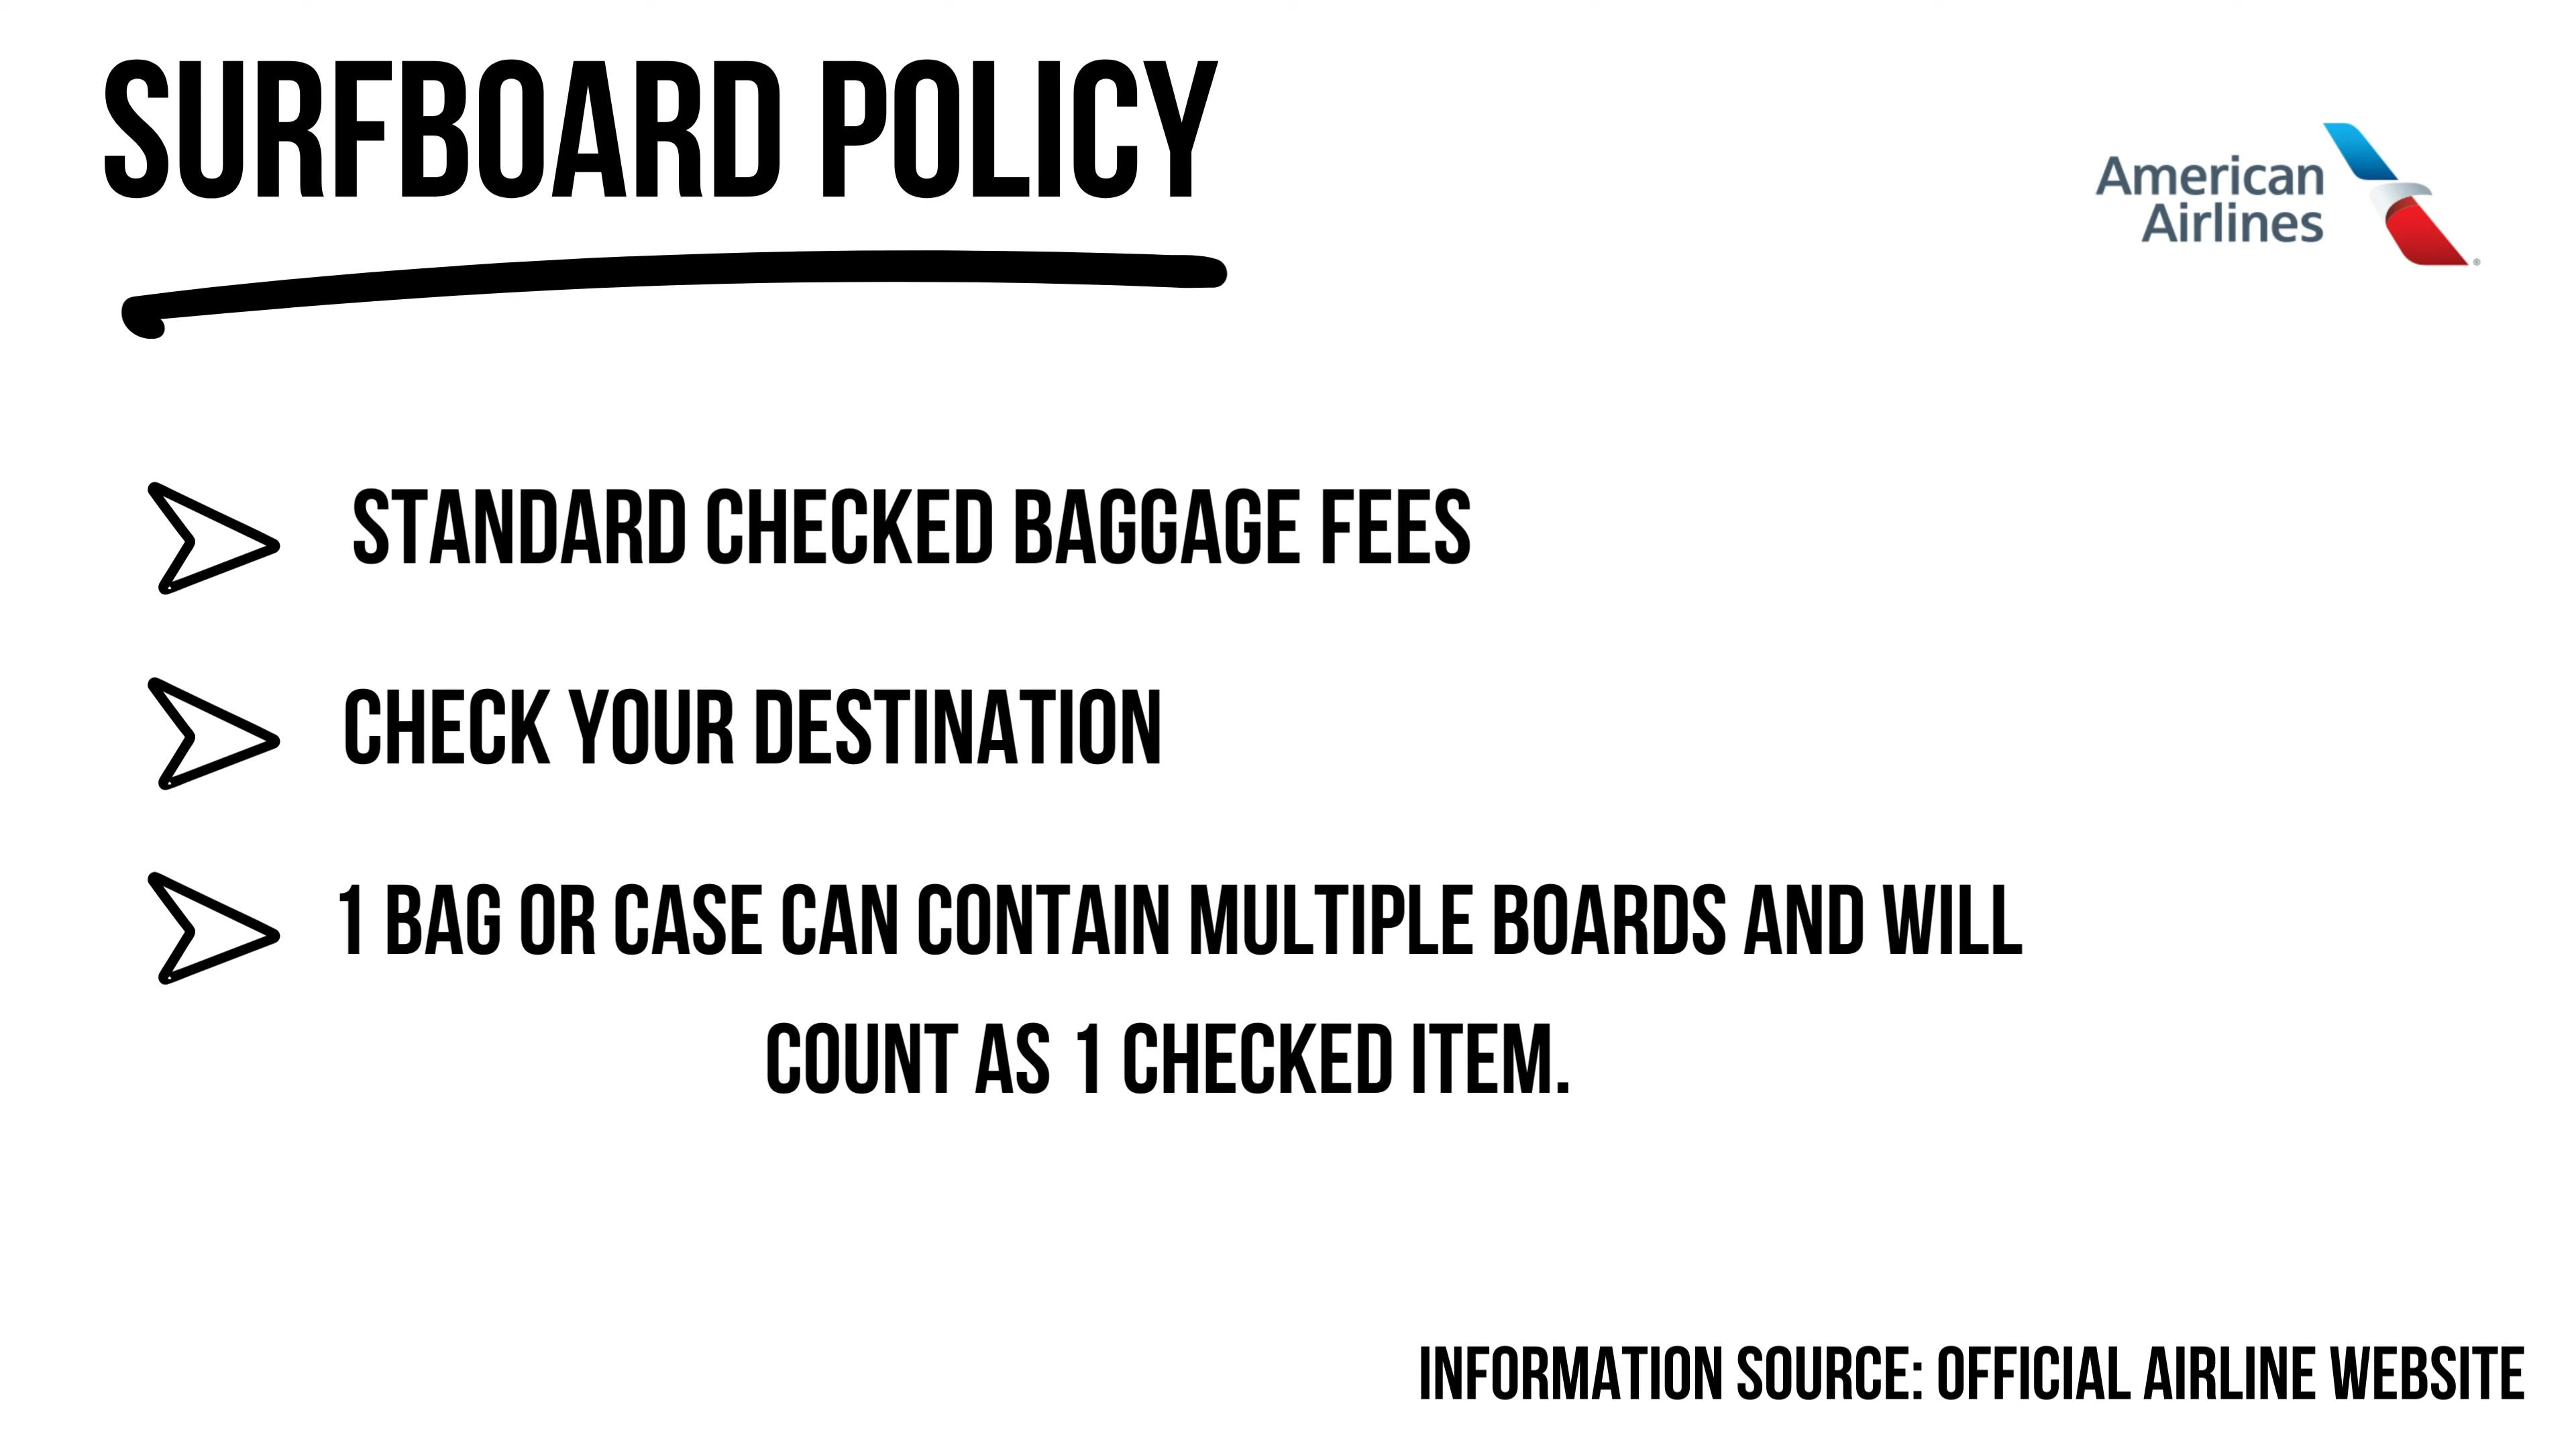 SURFBOARD POLICY
American
Airlines
STANDARD CHECKED BAGGAGE FEES
CHECK YOUR DESTINATION
1 BAG OR CASE CAN CONTAIN MULTIPLE BOARDS AND WILL
COUNT AS 1 CHECKED ITEM.
INFORMATION SOURCE: OFFICIAL AIRLINE WEBSITE